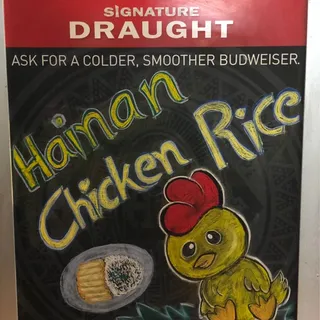 SIGNATURE
DRAUGHT
ASK FOR A COLDER, SMOOTHER BUDWEISER.
Hainan
Chicken Rice